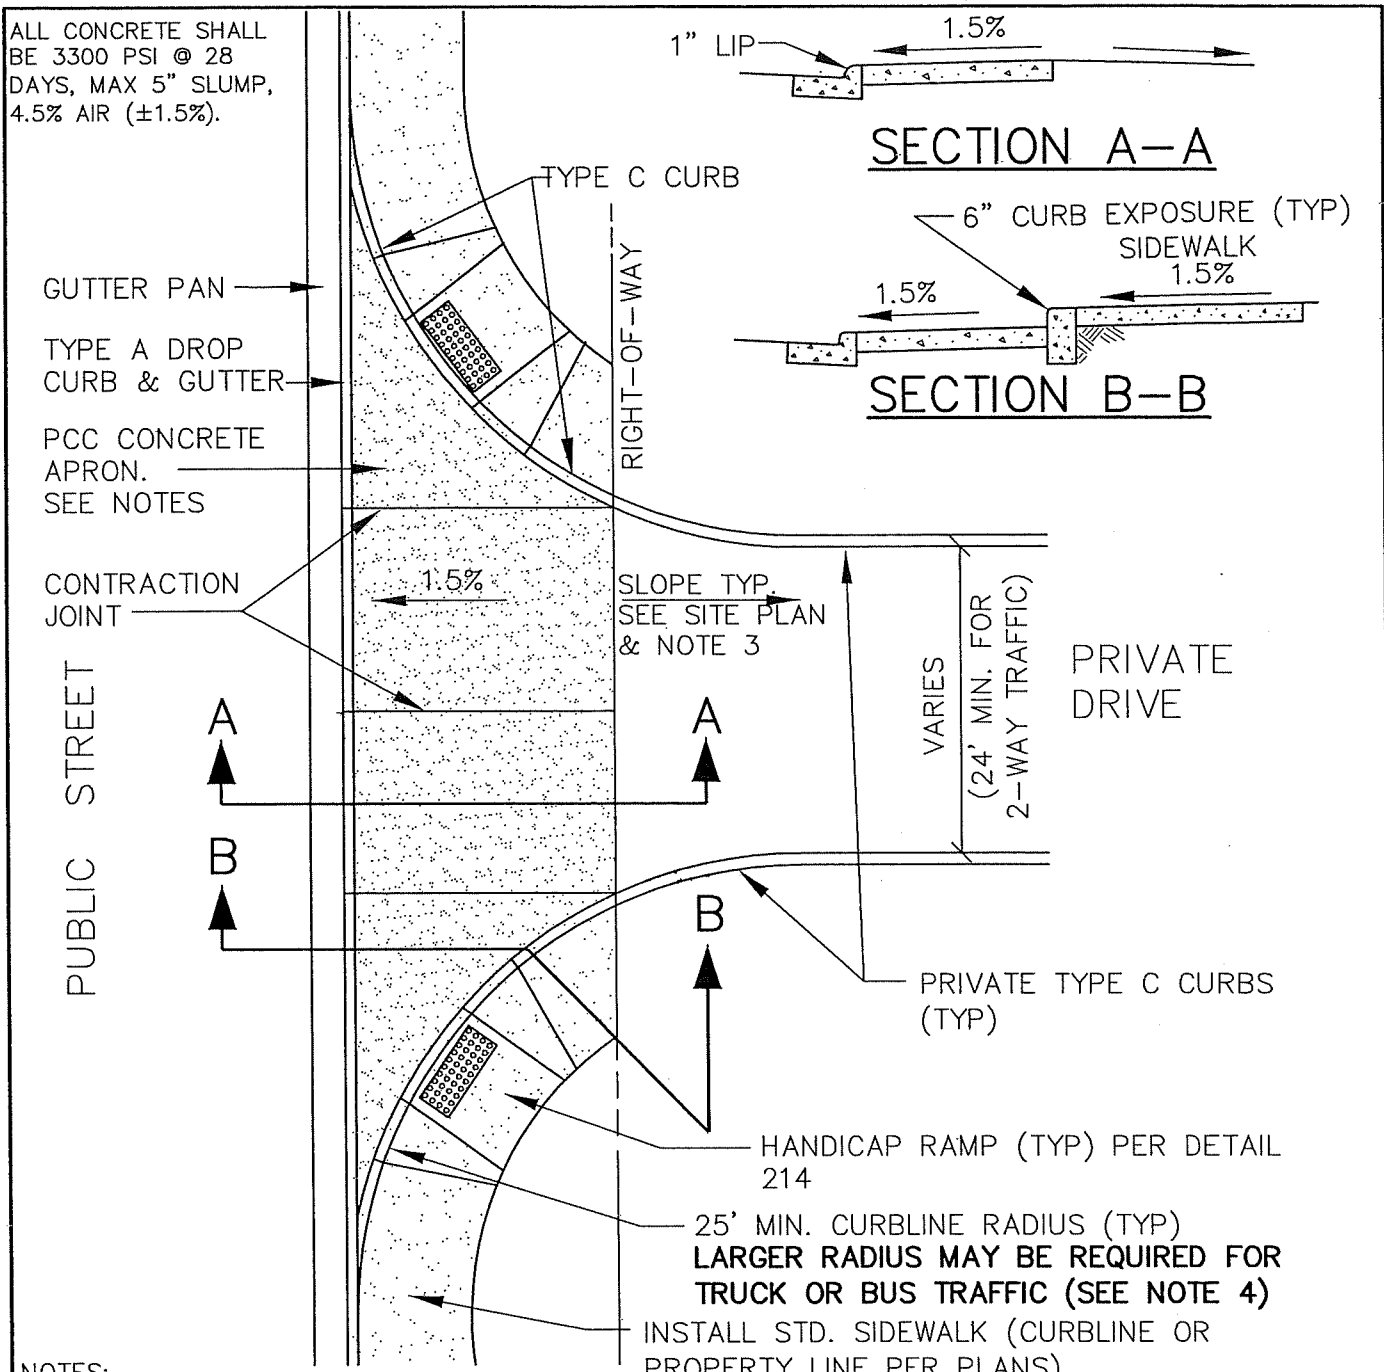 ALL CONCRETE SHALL
BE 3300 PSI @ 28
DAYS, MAX 5" SLUMP,
4.5% AIR (±1.5%).
1" LIP
1.5%
SECTION A-A
TYPE C CURB
6" CURB EXPOSURE (TYP)
SIDEWALK
1.5%
1.5%
SECTION B-B
GUTTER PAN
TYPE A DROP
CURB & GUTTER
PCC CONCRETE
APRON.
SEE NOTES
RIGHT-OF-WAY
CONTRACTION
JOINT
1.5%
SLOPE TYP.
SEE SITE PLAN
& NOTE 3
VARIES
(24' MIN. FOR
2-WAY TRAFFIC)
PRIVATE
DRIVE
PUBLIC STREET
A
A
B
B
PRIVATE TYPE C CURBS
(TYP)
HANDICAP RAMP (TYP) PER DETAIL
214
25' MIN. CURBLINE RADIUS (TYP)
LARGER RADIUS MAY BE REQUIRED FOR
TRUCK OR BUS TRAFFIC (SEE NOTE 4)
INSTALL STD. SIDEWALK (CURBLINE OR
PROPERTY LINE PER PLANS)
NOTES: